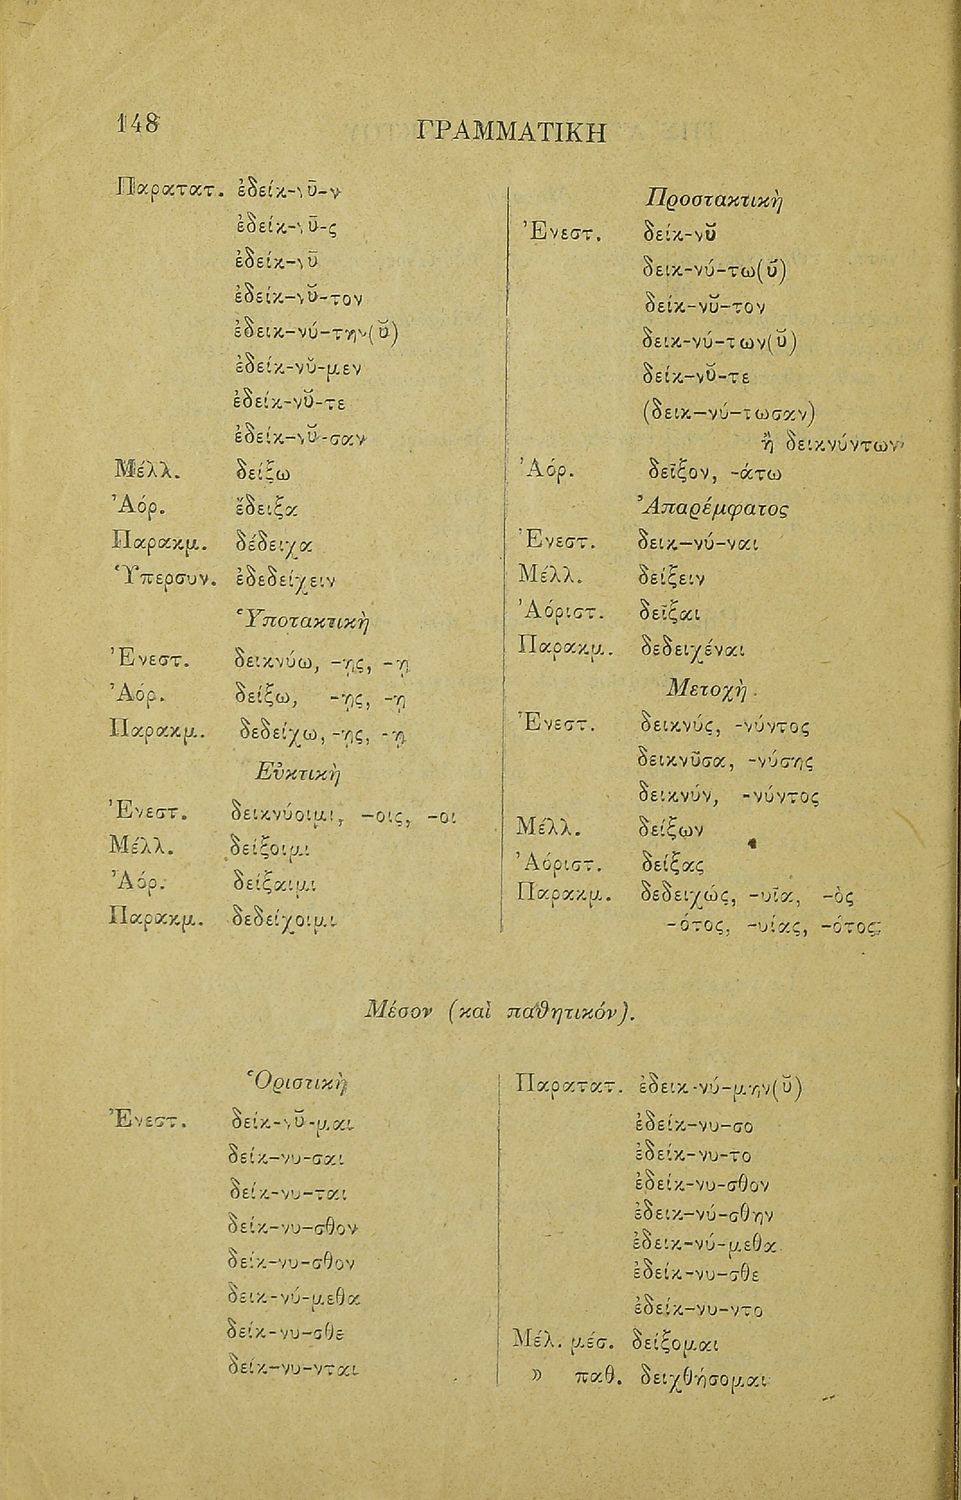 148
ΓΡΑΜΜΑΤΙΚΗ
Παρατατ. ἐδείκ-νῡ-ν
ἐδείκ-νῡ-ς
ἐδείκ-νῡ
ἐδείκ-νῠ-τον
ἐδεικ-νύ-την(ῠ)
ἐδείκ-νῠ-μεν
ἐδείκ-νῠ-τε
ἐδείκ-νῠ-σαν
Μέλλ. δείξω
Ἀόρ. ἔδειξα
Παρακμ. δέδειχα
Ὑπερσυν. ἐδεδείχειν
Ὑποτακτικὴ
Ἐνεστ. δεικνύω, -ῃς, -ῃ
Ἀόρ. δείξω, -ῃς, -ῃ
Παρακμ. δεδείχω, -ῃς, -ῃ
Εὐκτικὴ
Ἐνεστ. δεικνύοιμι, -οις, -οι
Μέλλ. δείξοιμι
Ἀόρ. δείξαιμι
Παρακμ. δεδείχοιμι
Προστακτικὴ
Ἐνεστ. δείκ-νῡ
δεικ-νύ-τω(ῠ)
δείκ-νῠ-τον
δεικ-νύ-των(ῠ)
δείκ-νῠ-τε
(δεικ-νύ-τωσαν)
ἢ δεικνύντων
Ἀόρ. δεῖξον, -άτω
Ἀπαρέμφατος
Ἐνεστ. δεικ-νύ-ναι
Μέλλ. δείξειν
Ἀόριστ. δεῖξαι
Παρακμ. δεδειχέναι
Μετοχὴ.
Ἐνεστ. δεικνύς, -νύντος
δεικνῦσα, -νύσης
δεικνύν, -νύντος
Μέλλ. δείξων
Ἀόριστ. δείξας
Παρακμ. δεδειχώς, -υῖα, -ὸς
-ότος, -υίας, -ότος
Μέσον (καὶ παθητικόν).
Ὁριστικὴ
Ἐνεστ. δείκ-νῠ-μαι
δείκ-νυ-σαι
δείκ-νυ-ται
δείκ-νυ-σθον
δείκ-νυ-σθον
δεικ-νύ-μεθα
δείκ-νυ-σθε
δείκ-νυ-νται
Παρατατ. ἐδεικ-νύ-μην(ῠ)
ἐδείκ-νυ-σο
ἐδείκ-νυ-το
ἐδείκ-νυ-σθον
ἐδεικ-νύ-σθην
ἐδεικ-νύ-μεθα
ἐδείκ-νυ-σθε
ἐδείκ-νυ-ντο
Μέλ. μέσ. δείξομαι
» παθ. δειχθήσομαι